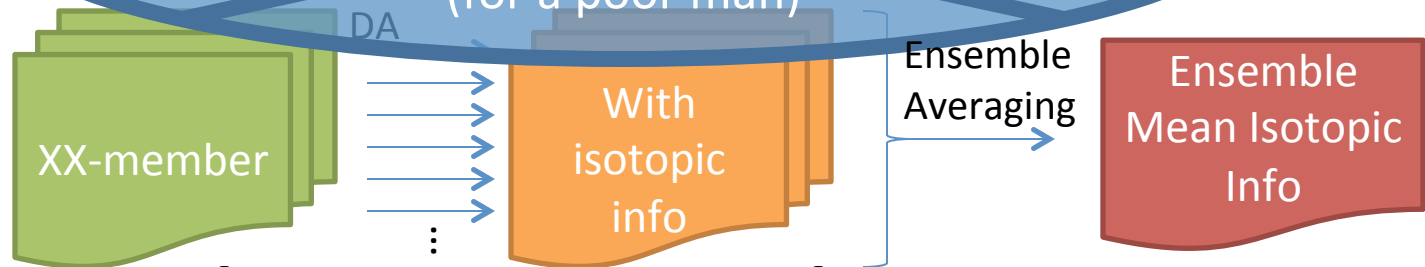 (for a poor man)
DA
Ensemble
Averaging
XX-member
With
isotopic
info
Ensemble
Mean Isotopic
Info
⋮